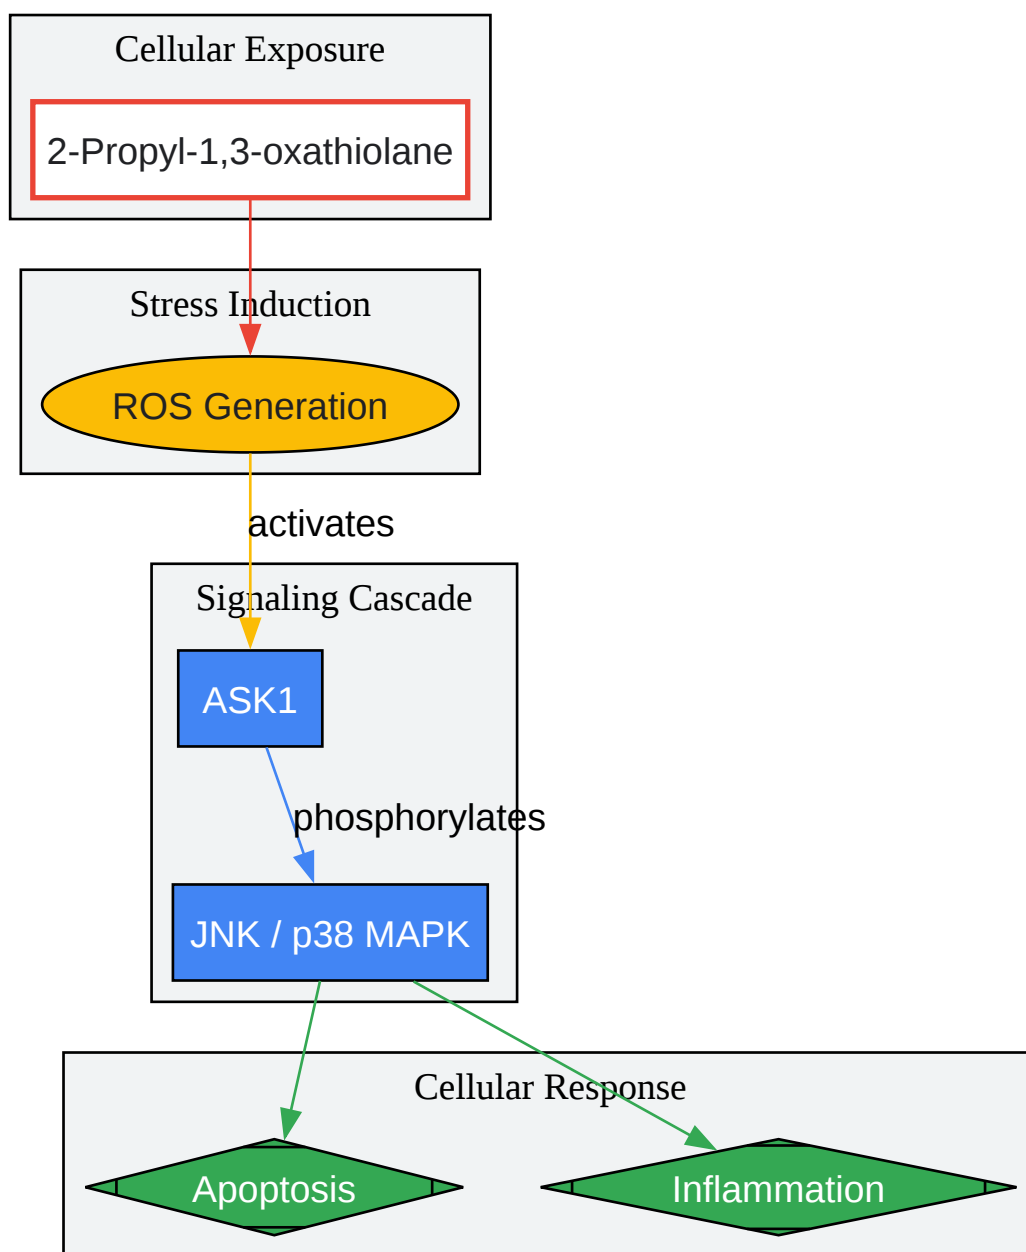 Cellular Exposure
2-Propyl-1,3-oxathiolane
Stress Induction
ROS Generation
activates
Signaling Cascade
ASK1
phosphorylates
JNK / p38 MAPK
Cellular Response
Apoptosis
Inflammation